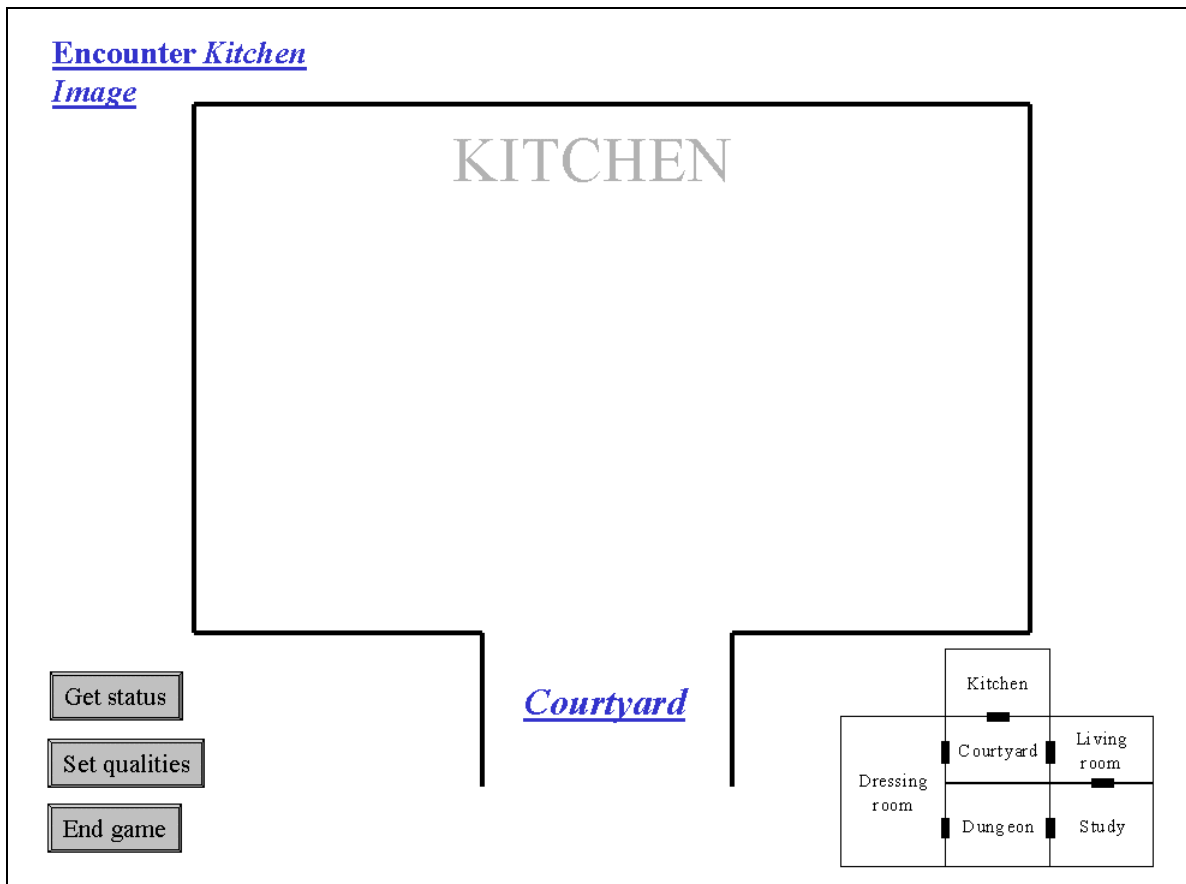 Encounter Kitchen
Image
KITCHEN
Courtyard
Get status
Set qualities
End game
Kitchen
Courtyard
Living
room
Dressing
room
Dungeon
Study